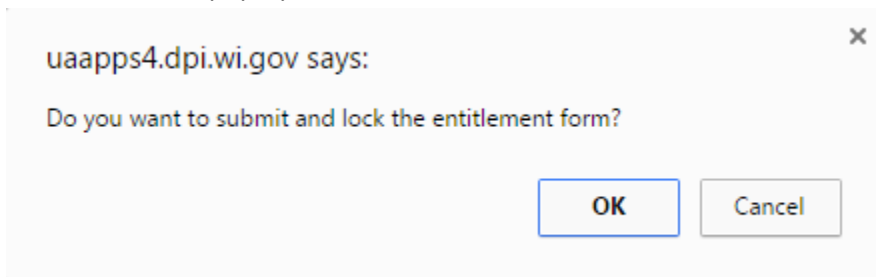 uaapps4.dpi.wi.gov says:
Do you want to submit and lock the entitlement form?
OK
Cancel